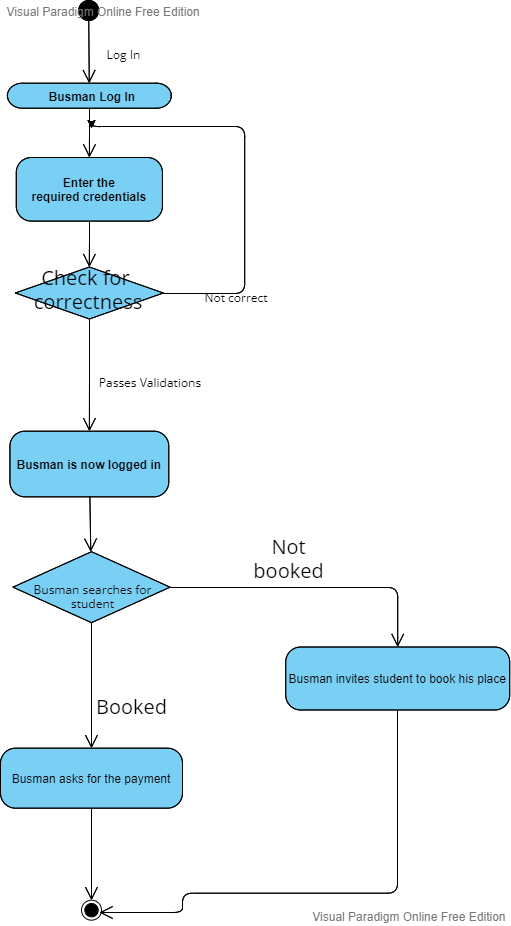 Visual Paradigm Online Free Edition
Log In
Busman Log In
Enter the
required credentials
Check for
correctness
Not correct
Passes Validations
Busman is now logged in
Not
booked
Busman searches for
student
Busman invites student to book his place
Booked
Busman asks for the payment
Visual Paradigm Online Free Edition